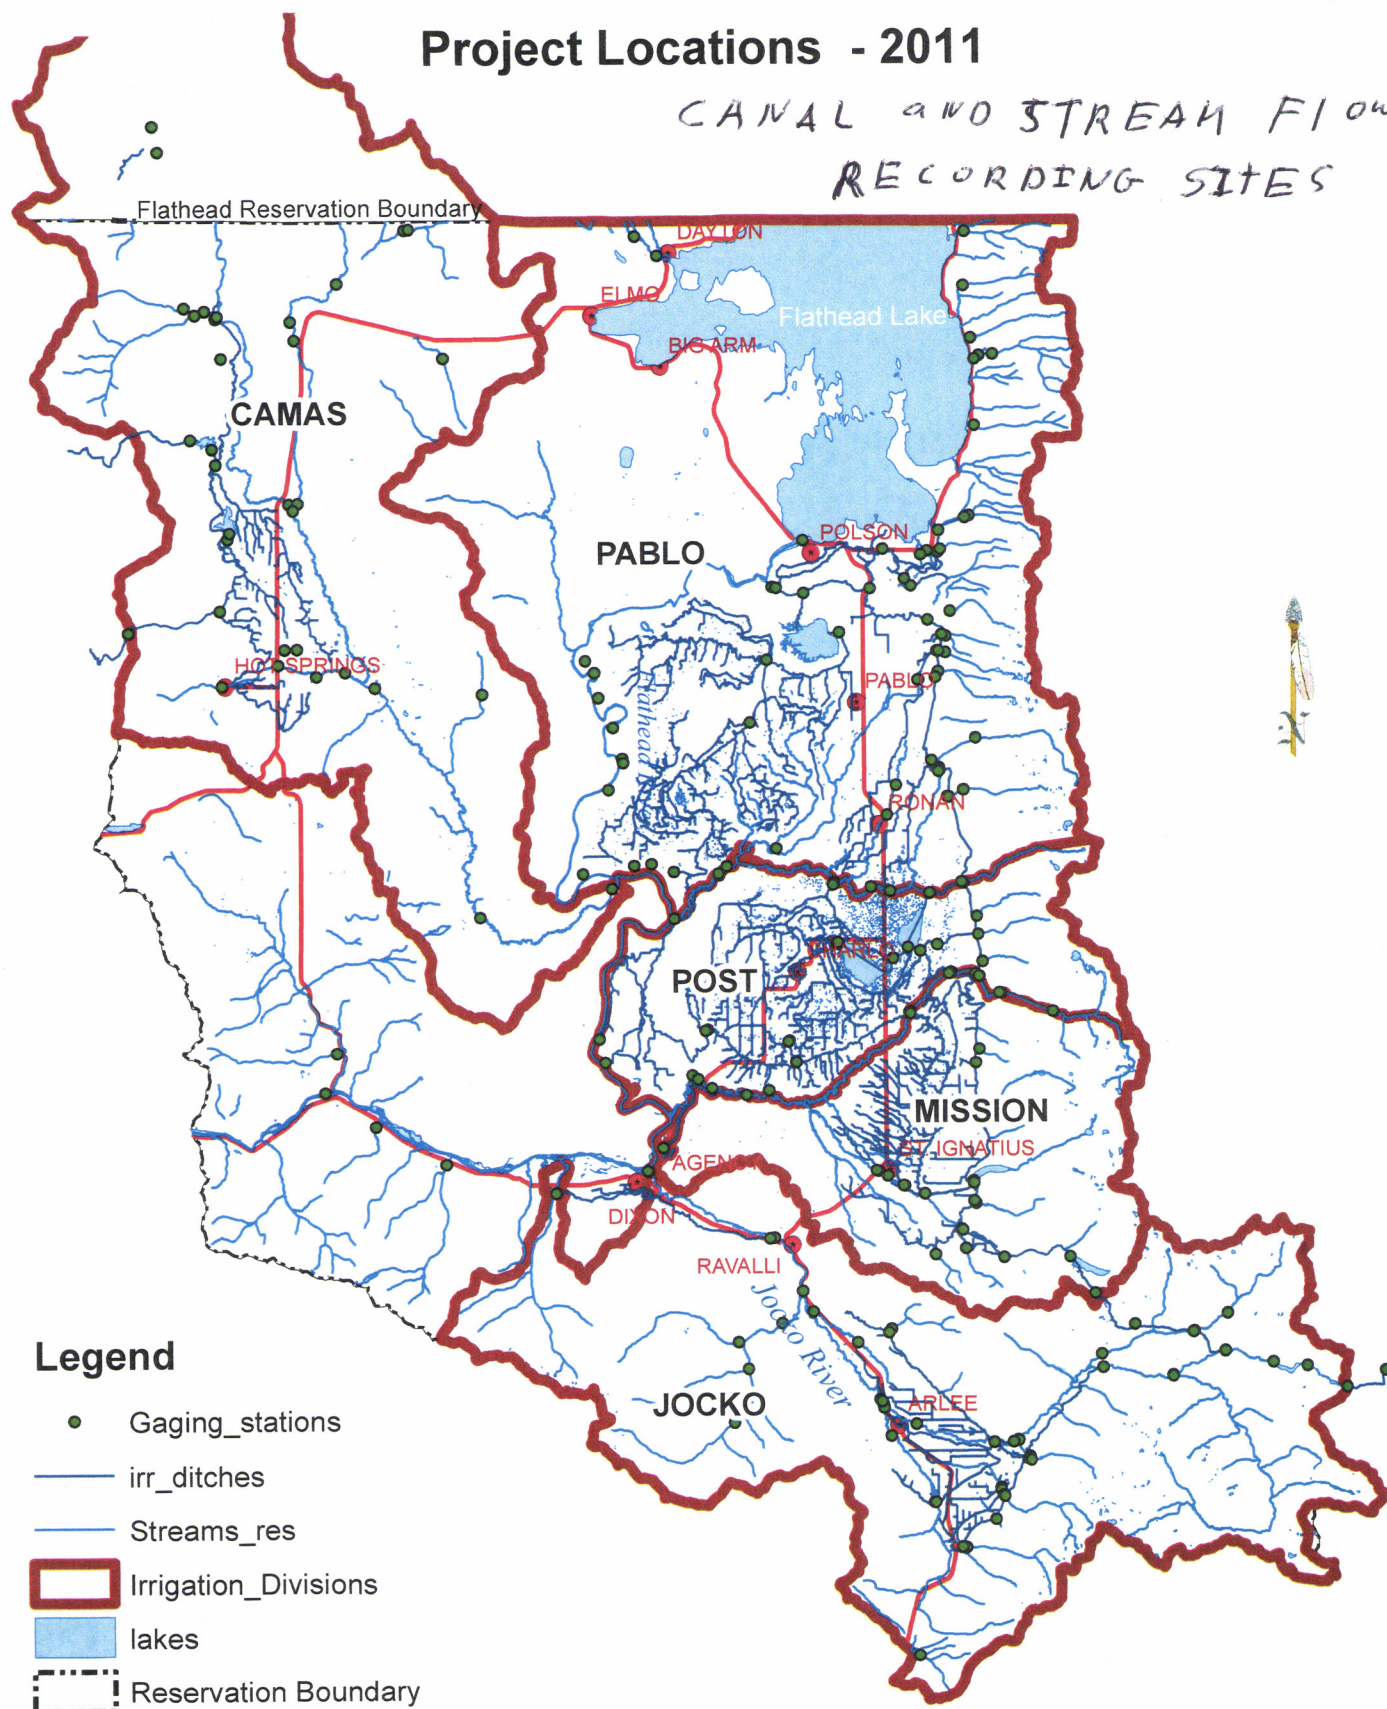 Project Locations - 2011
CANAL aND STREAM Flow
RECORDING SITES
Flathead Reservation Boundary
DAYTON
ELMO
Flathead Lake
BIG ARM
CAMAS
POLSON
PABLO
HOT SPRINGS
PABLO
Flathead
RONAN
CHARLO
POST
N
MISSION
ST. IGNATIUS
AGENCY
DIXON
RAVALLI
Jocko River
JOCKO
ARLEE
Legend
Gaging_stations
irr_ditches
Streams_res
Irrigation_Divisions
lakes
Reservation Boundary